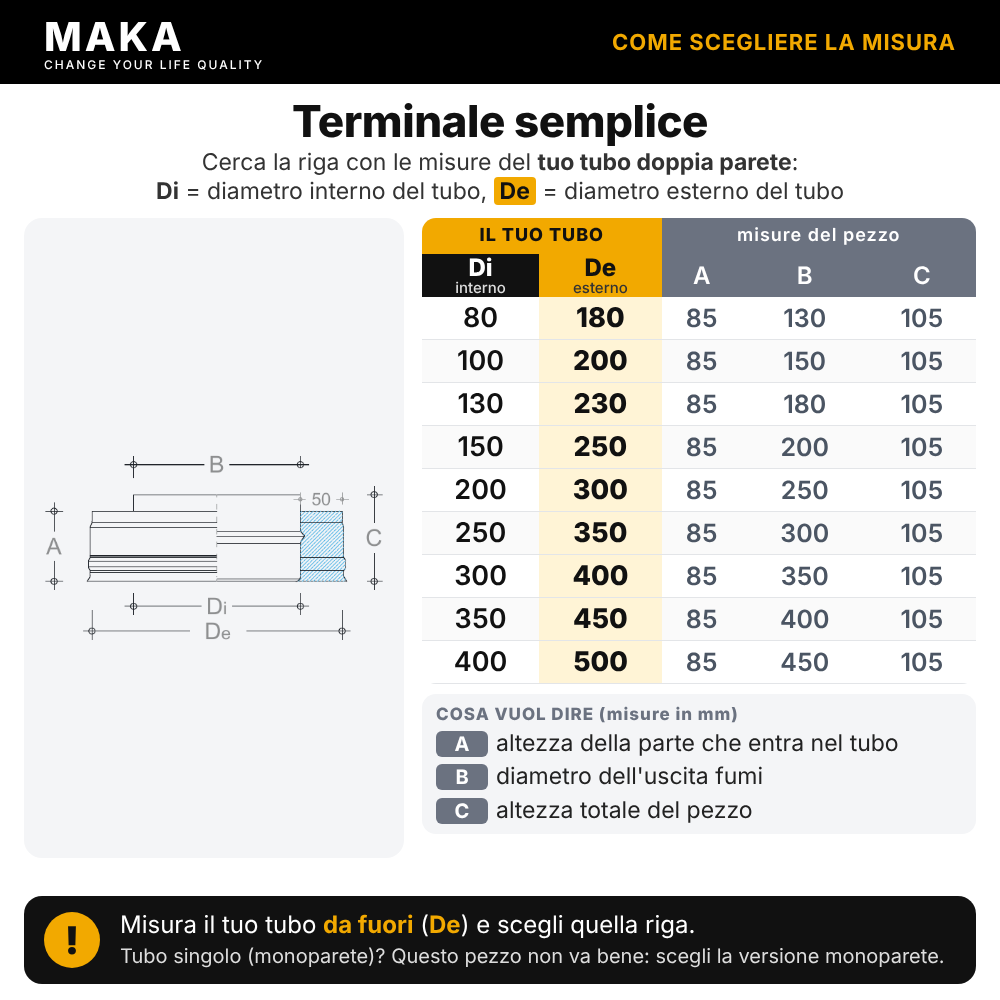 MAKA
CHANGE YOUR LIFE QUALITY
COME SCEGLIERE LA MISURA
Terminale semplice
Cerca la riga con le misure del tuo tubo doppia parete:
Di = diametro interno del tubo, De = diametro esterno del tubo
B
50
A
C
Di
De
IL TUO TUBO misure del pezzo
Di De A B C
interno esterno
80 180 85 130 105
100 200 85 150 105
130 230 85 180 105
150 250 85 200 105
200 300 85 250 105
250 350 85 300 105
300 400 85 350 105
350 450 85 400 105
400 500 85 450 105
COSA VUOL DIRE (misure in mm)
A altezza della parte che entra nel tubo
B diametro dell'uscita fumi
C altezza totale del pezzo
! Misura il tuo tubo da fuori (De) e scegli quella riga.
Tubo singolo (monoparete)? Questo pezzo non va bene: scegli la versione monoparete.